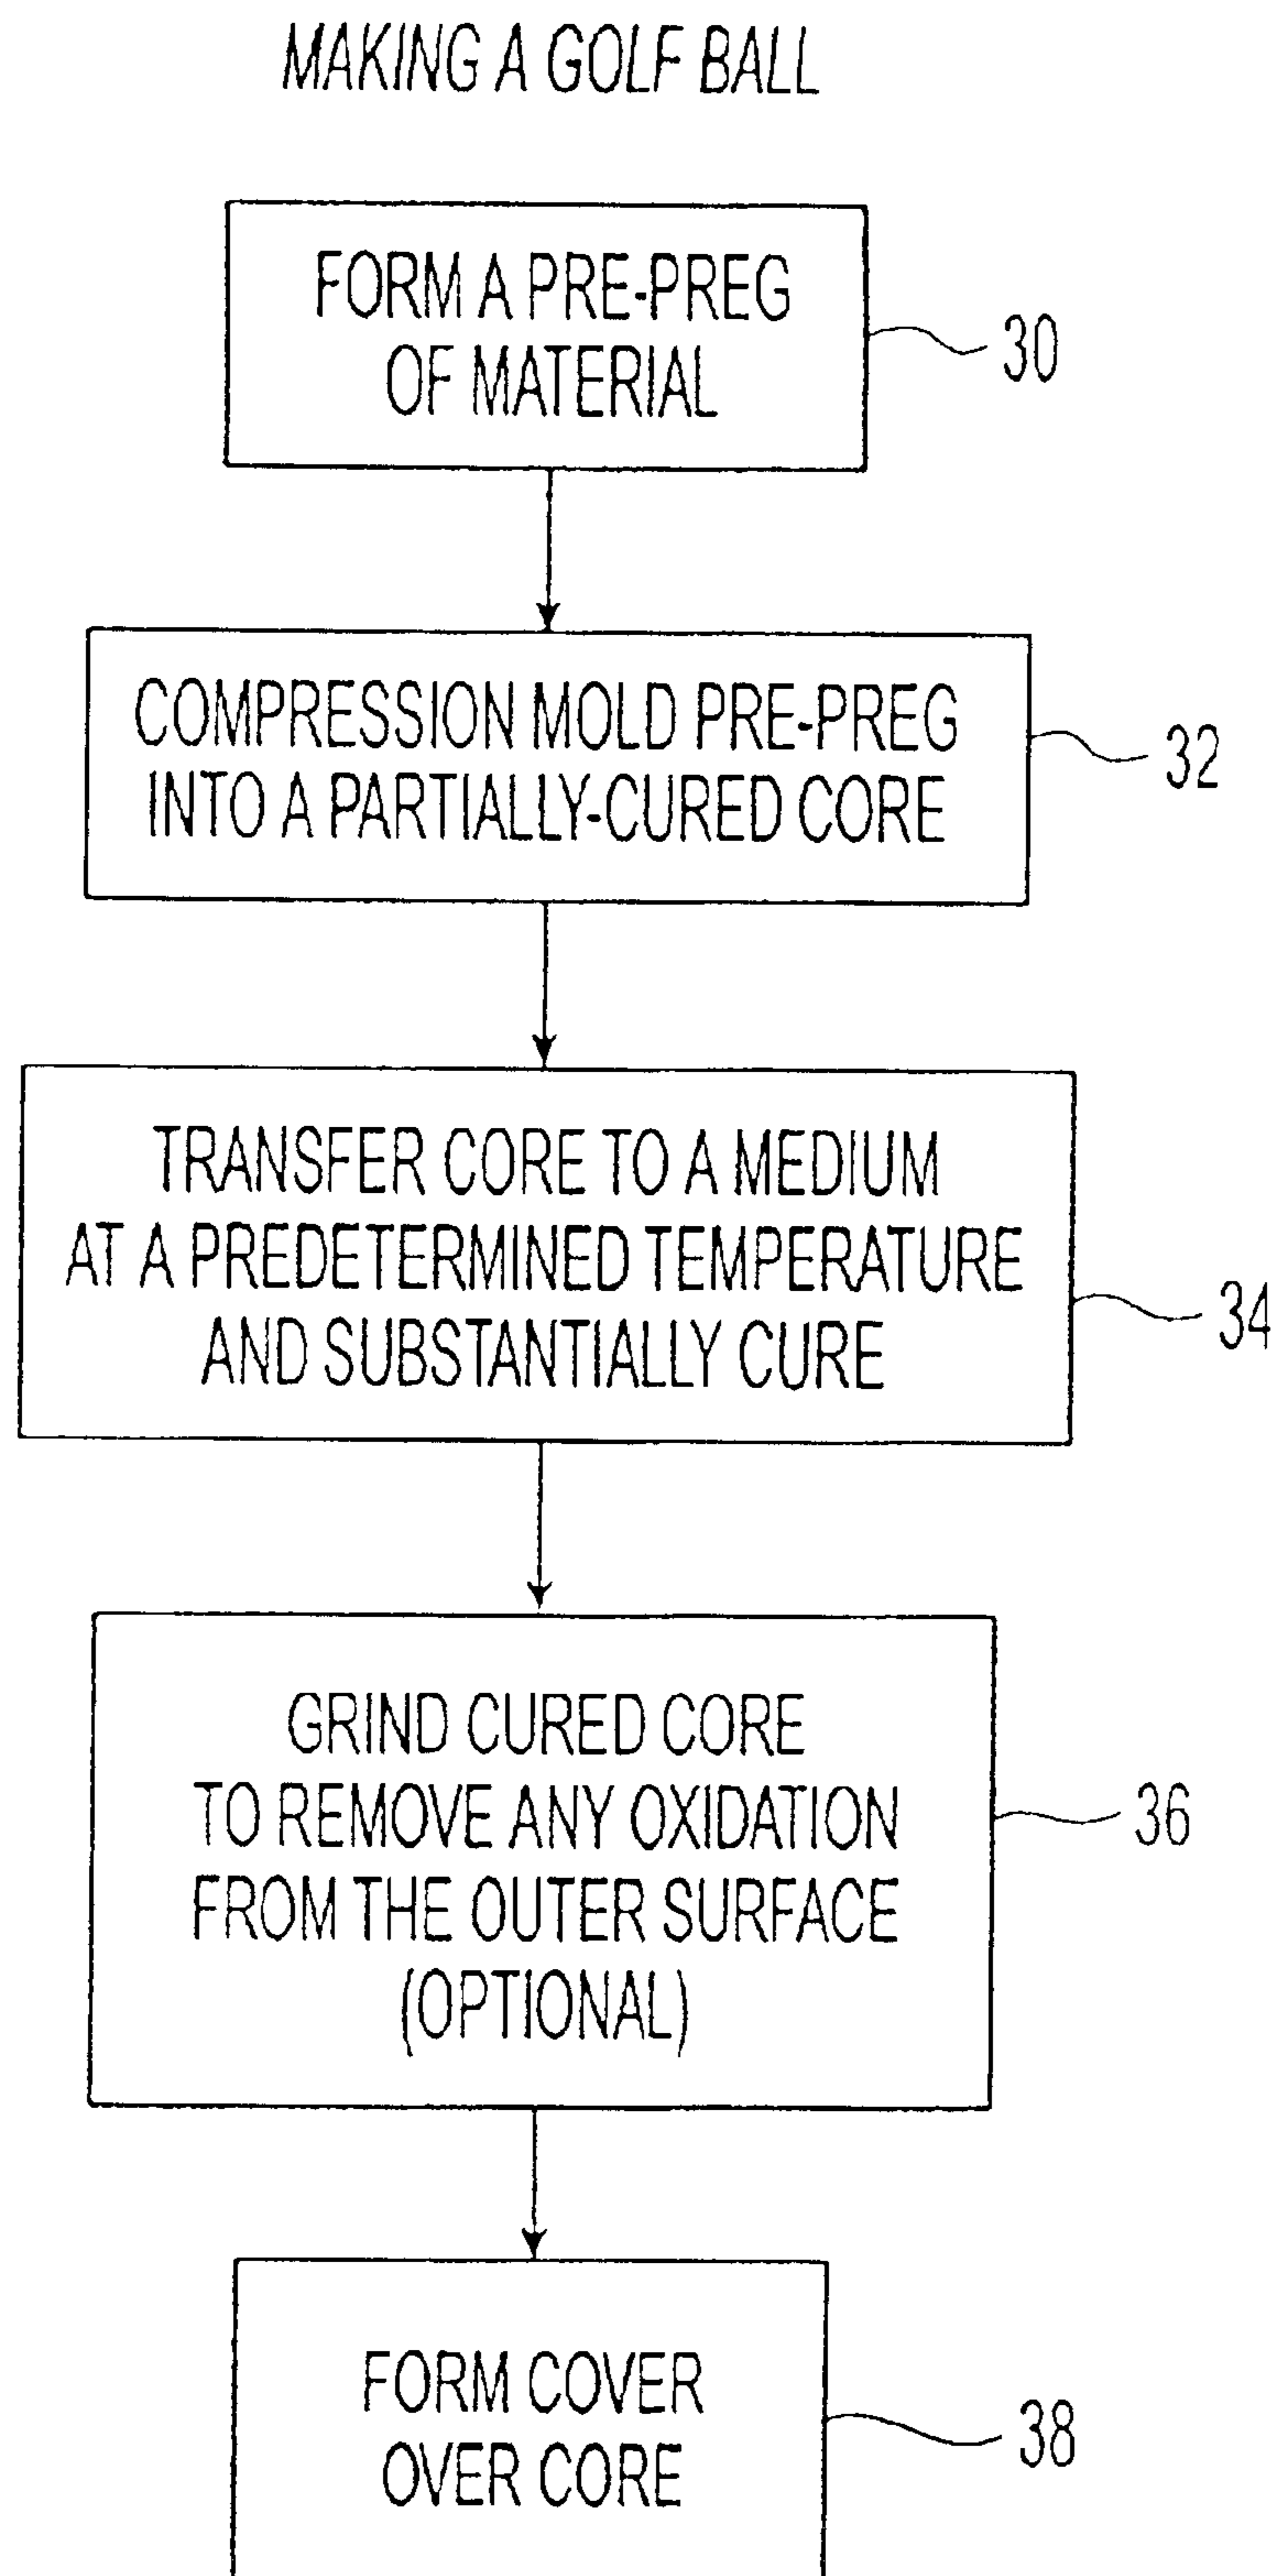 MAKING A GOLF BALL
FORM A PRE-PREG
OF MATERIAL
30
COMPRESSION MOLD PRE-PREG
INTO A PARTIALLY-CURED CORE
32
TRANSFER CORE TO A MEDIUM
AT A PREDETERMINED TEMPERATURE
AND SUBSTANTIALLY CURE
34
GRIND CURED CORE
TO REMOVE ANY OXIDATION
FROM THE OUTER SURFACE
(OPTIONAL)
36
FORM COVER
OVER CORE
38